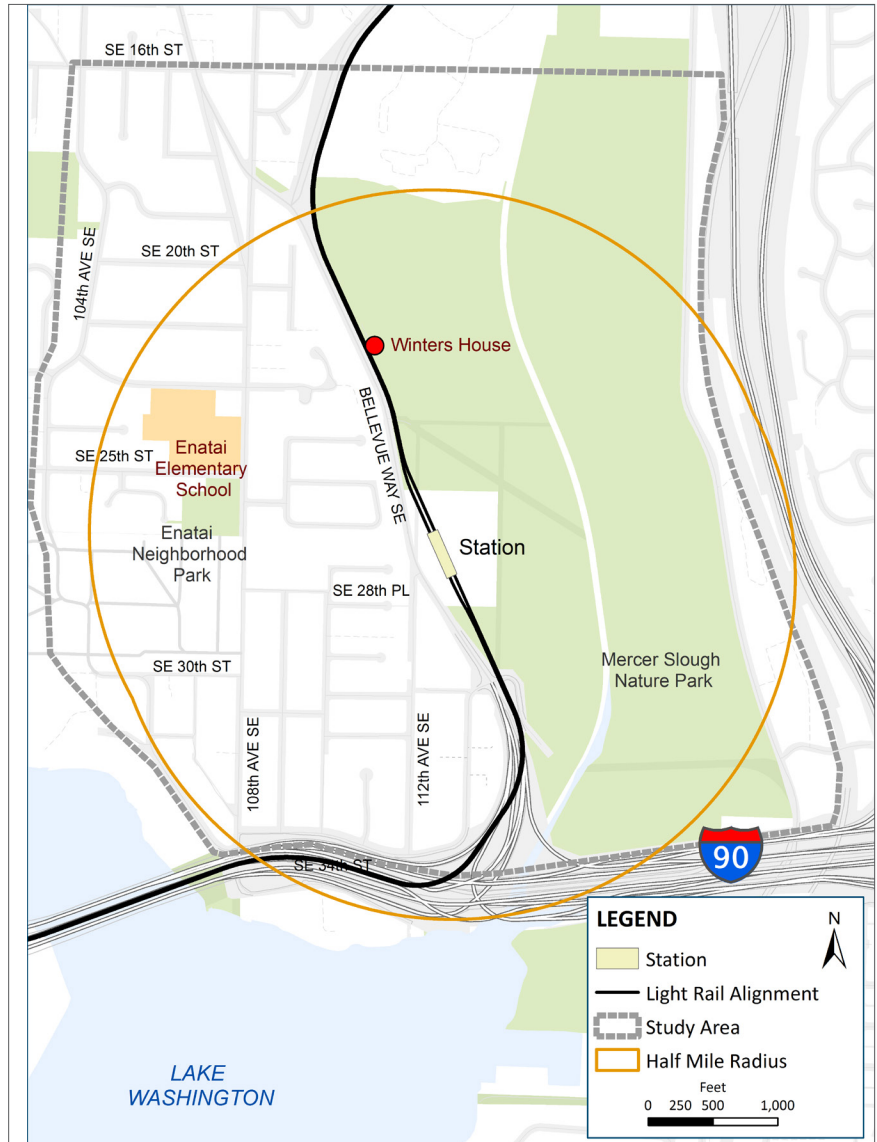 SE 16th ST
104TH AVE SE
SE 20th ST
Winters House
BELLEVUE WAY SE
Enatai
Elementary
School
SE 25th ST
Enatai
Neighborhood
Park
Station
SE 28th PL
Mercer Slough
Nature Park
SE 30th ST
108th AVE SE
112th AVE SE
SE 34th ST
90
LAKE
WASHINGTON
LEGEND
N
Station
Light Rail Alignment
Study Area
Half Mile Radius
Feet
0 250 500 1,000